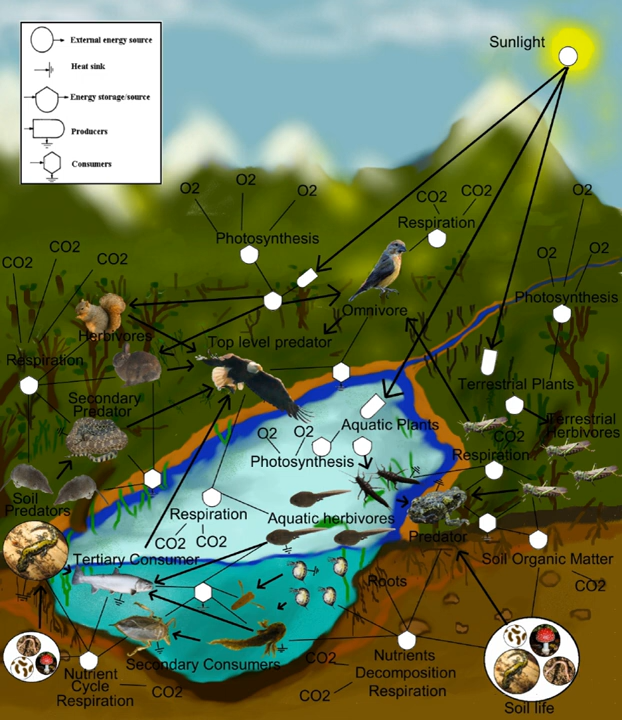 External energy source
Heat sink
Energy storage/source
Producers
Consumers
Sunlight
O2
O2
O2
CO2
CO2
O2
Respiration
Photosynthesis
CO2
CO2
CO2
O2
O2
Photosynthesis
Omnivore
Herbivores
Top level predator
Respiration
Terrestrial Plants
Secondary
Predator
Aquatic Plants
Terrestrial
Herbivores
O2
O2
CO2
Photosynthesis
Respiration
Soil
Predators
Respiration
Aquatic herbivores
CO2
CO2
Predator
Tertiary Consumer
Soil Organic Matter
Roots
CO2
Secondary Consumers
CO2
Nutrients
Decomposition
Respiration
Nutrient
Cycle
Respiration
CO2
CO2
Soil life